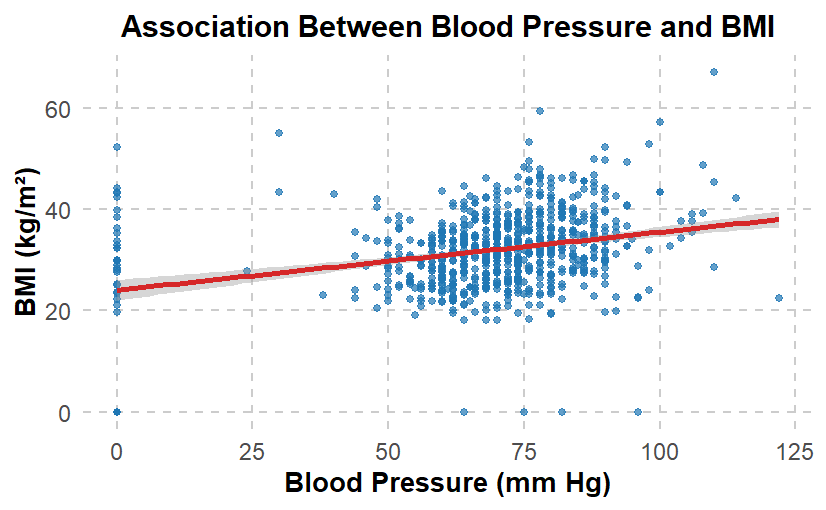 Association Between Blood Pressure and BMI
BMI (kg/m²)
60
40
20
0
0 25 50 75 100 125
Blood Pressure (mm Hg)